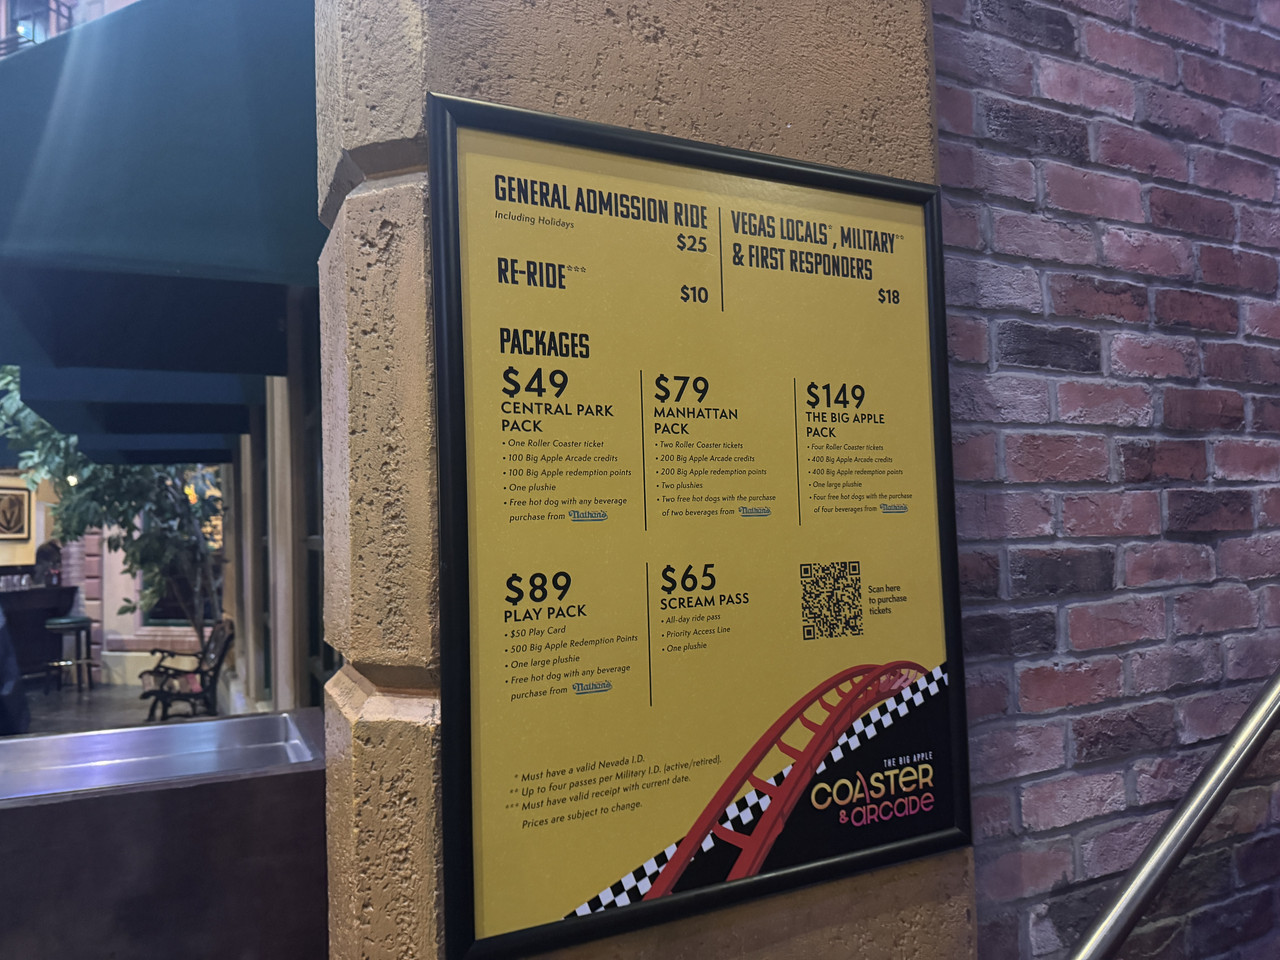 GENERAL ADMISSION RIDE
Including Holidays
$25
RE-RIDE***
$10
VEGAS LOCALS*, MILITARY**
& FIRST RESPONDERS
$18
PACKAGES
$49
CENTRAL PARK
PACK
• One Roller Coaster ticket
• 100 Big Apple Arcade credits
• 100 Big Apple redemption points
• One plushie
• Free hot dog with any beverage
purchase from Nathan's
$79
MANHATTAN
PACK
• Two Roller Coaster tickets
• 200 Big Apple Arcade credits
• 200 Big Apple redemption points
• Two plushies
• Two free hot dogs with the purchase
of two beverages from Nathan's
$149
THE BIG APPLE
PACK
• Four Roller Coaster tickets
• 400 Big Apple Arcade credits
• 400 Big Apple redemption points
• One large plushie
• Four free hot dogs with the purchase
of four beverages from Nathan's
$89
PLAY PACK
• $50 Play Card
• 500 Big Apple Redemption Points
• One large plushie
• Free hot dog with any beverage
purchase from Nathan's
$65
SCREAM PASS
• All-day ride pass
• Priority Access Line
• One plushie
Scan here
to purchase
tickets
* Must have a valid Nevada I.D.
** Up to four passes per Military I.D. (active/retired).
*** Must have valid receipt with current date.
Prices are subject to change.
THE BIG APPLE
COASTER
& ARCADE